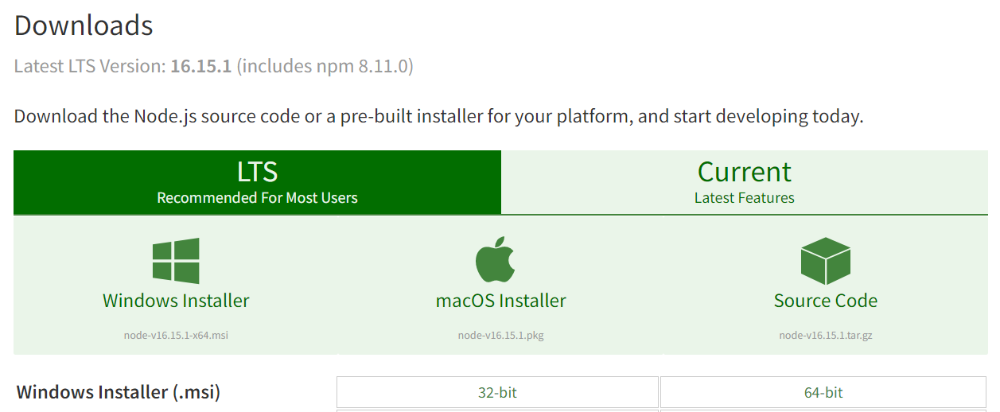 Downloads
Latest LTS Version: 16.15.1 (includes npm 8.11.0)
Download the Node.js source code or a pre-built installer for your platform, and start developing today.
LTS
Recommended For Most Users
Current
Latest Features
Windows Installer
node-v16.15.1-x64.msi
macOS Installer
node-v16.15.1.pkg
Source Code
node-v16.15.1.tar.gz
Windows Installer (.msi)
32-bit
64-bit